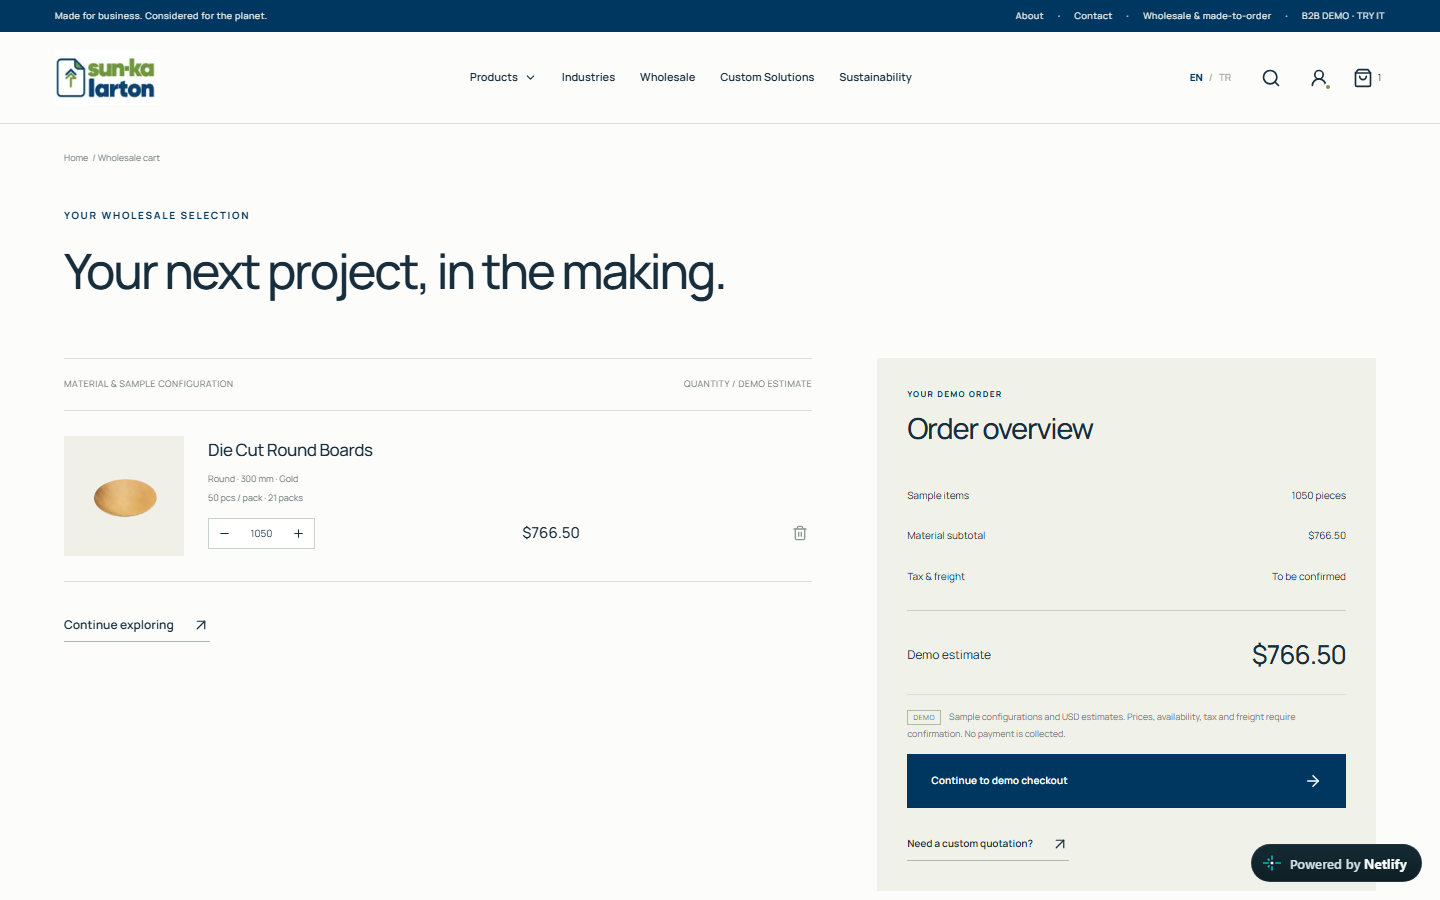 Made for business. Considered for the planet.
About · Contact · Wholesale & made-to-order · B2B DEMO · TRY IT
sun·ka
larton
Products Industries Wholesale Custom Solutions Sustainability
EN / TR
1
Home / Wholesale cart
YOUR WHOLESALE SELECTION
Your next project, in the making.
MATERIAL & SAMPLE CONFIGURATION
QUANTITY / DEMO ESTIMATE
Die Cut Round Boards
Round · 300 mm · Gold
50 pcs / pack · 21 packs
− 1050 +
$766.50
Continue exploring
YOUR DEMO ORDER
Order overview
Sample items 1050 pieces
Material subtotal $766.50
Tax & freight To be confirmed
Demo estimate $766.50
DEMO Sample configurations and USD estimates. Prices, availability, tax and freight require
confirmation. No payment is collected.
Continue to demo checkout
Need a custom quotation?
Powered by Netlify